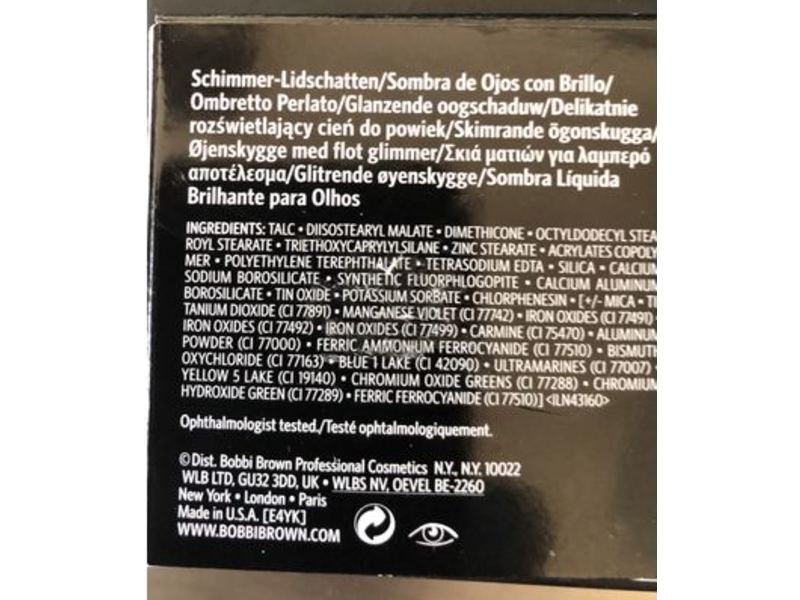 Schimmer-Lidschatten/Sombra de Ojos con Brillo/
Ombretto Perlato/Glanzende oogschaduw/Delikatnie
rozświetlający cień do powiek/Skimrande ögonskugga/
Øjenskygge med flot glimmer/Σκιά ματιών για λαμπερό
αποτέλεσμα/Glitrende øyenskygge/Sombra Líquida
Brilhante para Olhos
INGREDIENTS: TALC • DIISOSTEARYL MALATE • DIMETHICONE • OCTYLDODECYL STEA
ROYL STEARATE • TRIETHOXYCAPRYLYLSILANE • ZINC STEARATE • ACRYLATES COPOLY
MER • POLYETHYLENE TEREPHTHALATE • TETRASODIUM EDTA • SILICA • CALCIUM
SODIUM BOROSILICATE • SYNTHETIC FLUORPHLOGOPITE • CALCIUM ALUMINUM
BOROSILICATE • TIN OXIDE • POTASSIUM SORBATE • CHLORPHENESIN • [+/- MICA • TI
TANIUM DIOXIDE (CI 77891) • MANGANESE VIOLET (CI 77742) • IRON OXIDES (CI 77491) •
IRON OXIDES (CI 77492) • IRON OXIDES (CI 77499) • CARMINE (CI 75470) • ALUMINUM
POWDER (CI 77000) • FERRIC AMMONIUM FERROCYANIDE (CI 77510) • BISMUTH
OXYCHLORIDE (CI 77163) • BLUE 1 LAKE (CI 42090) • ULTRAMARINES (CI 77007) •
YELLOW 5 LAKE (CI 19140) • CHROMIUM OXIDE GREENS (CI 77288) • CHROMIUM
HYDROXIDE GREEN (CI 77289) • FERRIC FERROCYANIDE (CI 77510)] <ILN43160>
Ophthalmologist tested./Testé ophtalmologiquement.
© Dist. Bobbi Brown Professional Cosmetics N.Y., N.Y. 10022
WLB LTD, GU32 3DD, UK • WLBS NV, OEVEL BE-2260
New York • London • Paris
Made in U.S.A. [E4YK]
WWW.BOBBIBROWN.COM